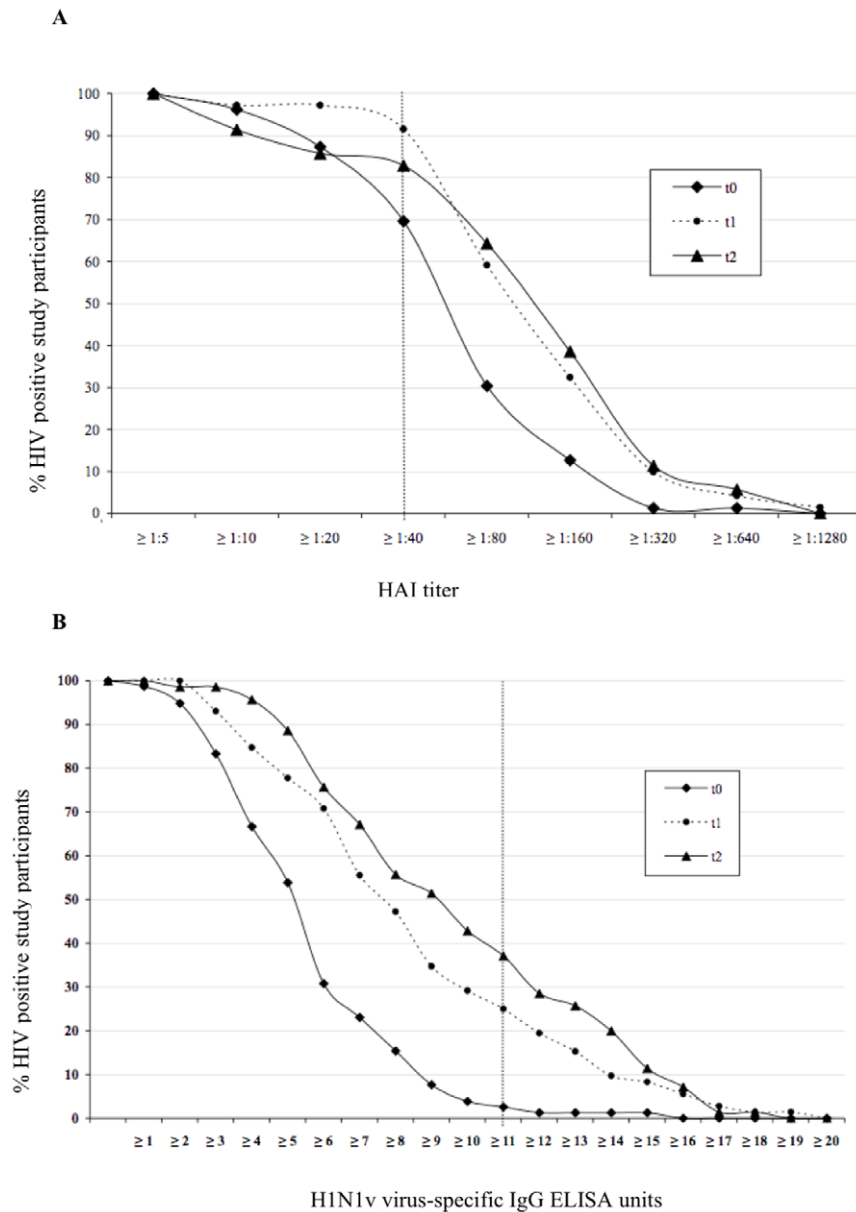 A
% HIV positive study participants
100
90
80
70
60
50
40
30
20
10
0
≥ 1:5 ≥ 1:10 ≥ 1:20 ≥ 1:40 ≥ 1:80 ≥ 1:160 ≥ 1:320 ≥ 1:640 ≥ 1:1280
HAI titer
t0
t1
t2
B
% HIV positive study participants
100
90
80
70
60
50
40
30
20
10
0
≥ 1 ≥ 2 ≥ 3 ≥ 4 ≥ 5 ≥ 6 ≥ 7 ≥ 8 ≥ 9 ≥ 10 ≥ 11 ≥ 12 ≥ 13 ≥ 14 ≥ 15 ≥ 16 ≥ 17 ≥ 18 ≥ 19 ≥ 20
H1N1v virus-specific IgG ELISA units
t0
t1
t2